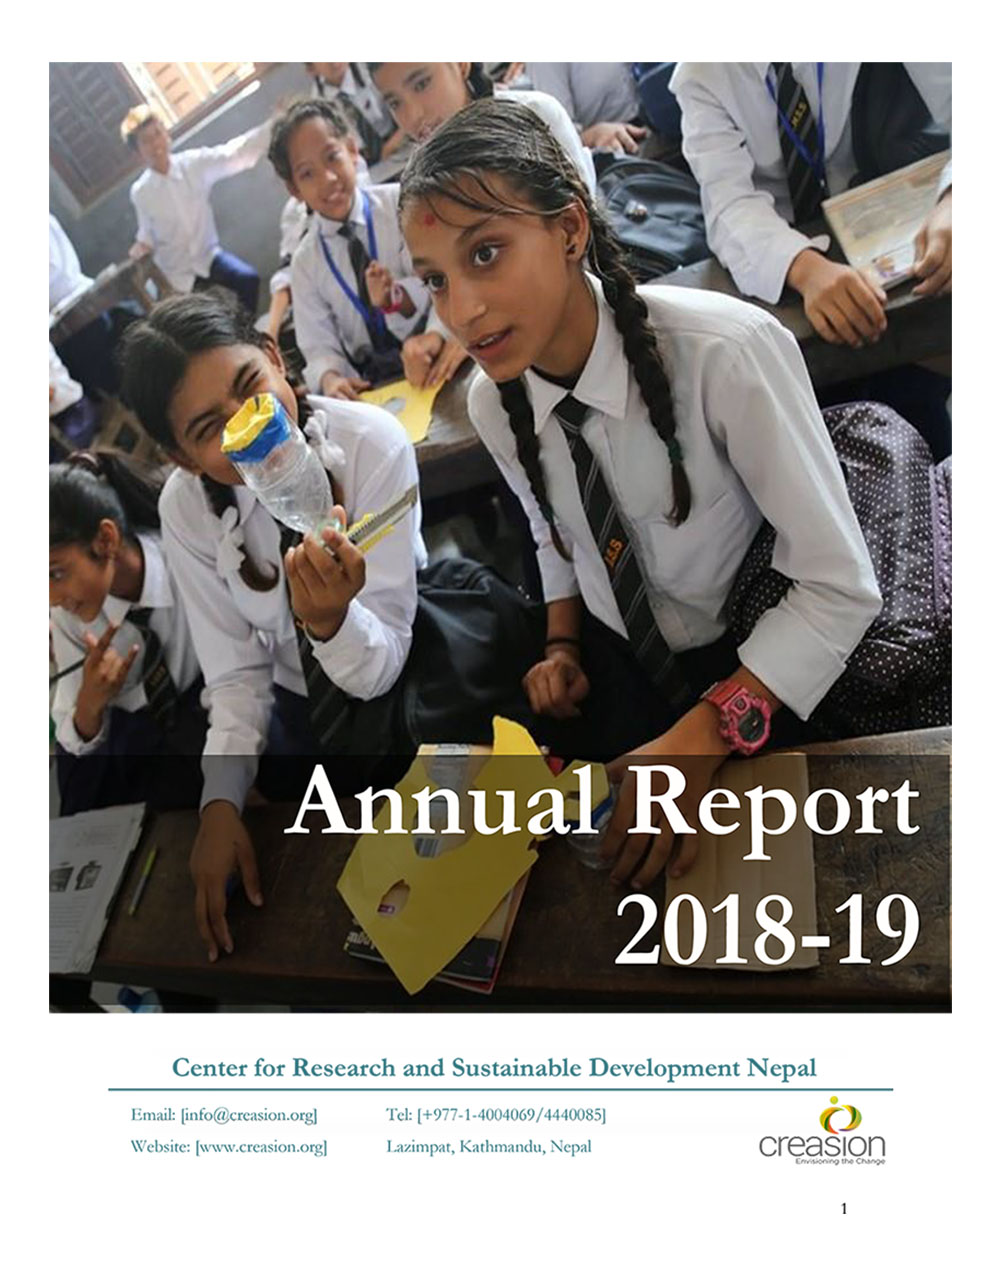 Annual Report
2018-19
Center for Research and Sustainable Development Nepal
Email: [info@creasion.org]
Tel: [+977-1-4004069/4440085]
Website: [www.creasion.org]
Lazimpat, Kathmandu, Nepal
creasion
Envisioning the Change
1